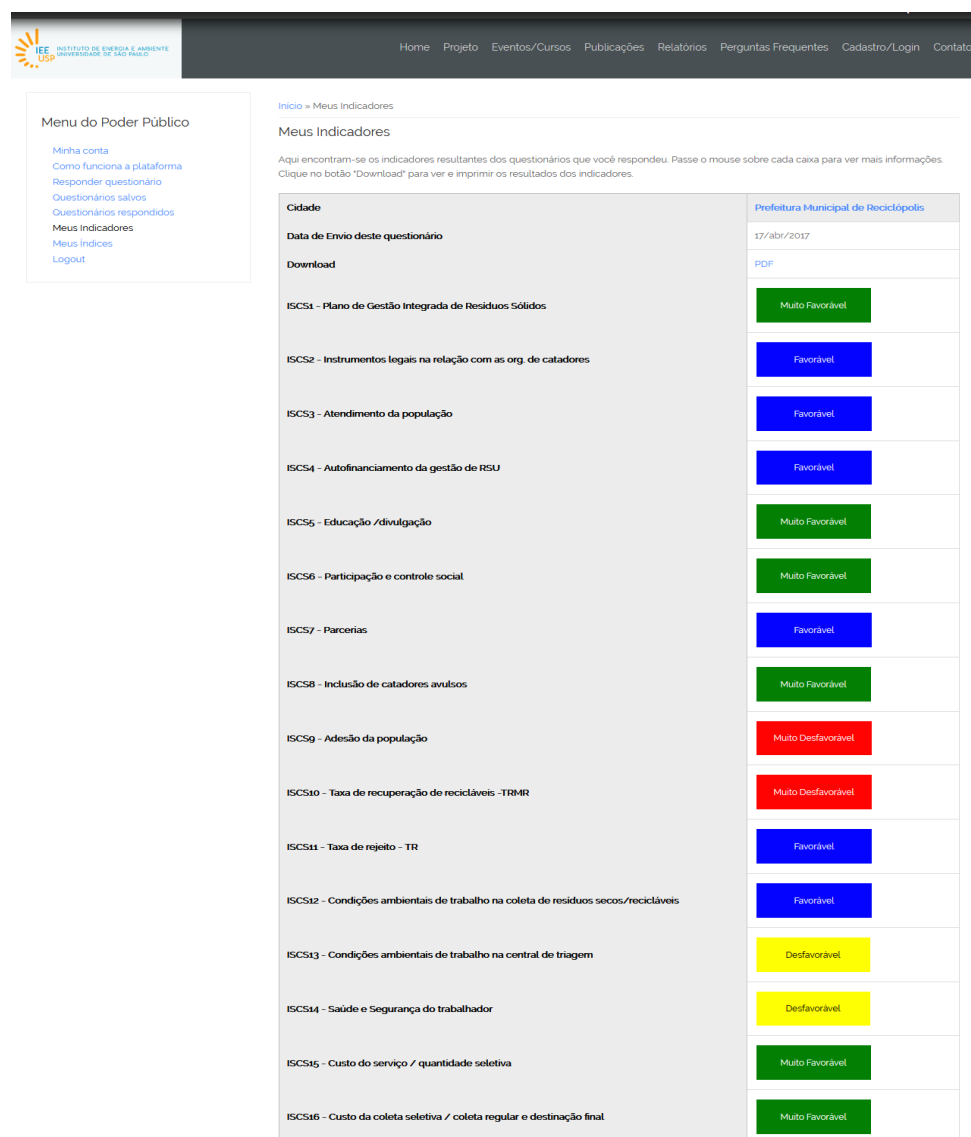 IEE
USP
INSTITUTO DE ENERGIA E AMBIENTE
UNIVERSIDADE DE SÃO PAULO
Home Projeto Eventos/Cursos Publicações Relatórios Perguntas Frequentes Cadastro/Login Contato
Menu do Poder Público
Minha conta
Como funciona a plataforma
Responder questionário
Questionários salvos
Questionários respondidos
Meus Indicadores
Meus Índices
Logout
Início » Meus Indicadores
Meus Indicadores
Aqui encontram-se os indicadores resultantes dos questionários que você respondeu. Passe o mouse sobre cada caixa para ver mais informações.
Clique no botão "Download" para ver e imprimir os resultados dos indicadores.
Cidade Prefeitura Municipal de Reciclópolis
Data de Envio deste questionário 17/abr/2017
Download PDF
ISCS1 - Plano de Gestão Integrada de Resíduos Sólidos Muito Favorável
ISCS2 - Instrumentos legais na relação com as org. de catadores Favorável
ISCS3 - Atendimento da população Favorável
ISCS4 - Autofinanciamento da gestão de RSU Favorável
ISCS5 - Educação /divulgação Muito Favorável
ISCS6 - Participação e controle social Muito Favorável
ISCS7 - Parcerias Favorável
ISCS8 - Inclusão de catadores avulsos Muito Favorável
ISCS9 - Adesão da população Muito Desfavorável
ISCS10 - Taxa de recuperação de recicláveis -TRMR Muito Desfavorável
ISCS11 - Taxa de rejeito - TR Favorável
ISCS12 - Condições ambientais de trabalho na coleta de resíduos secos/recicláveis Favorável
ISCS13 - Condições ambientais de trabalho na central de triagem Desfavorável
ISCS14 - Saúde e Segurança do trabalhador Desfavorável
ISCS15 - Custo do serviço / quantidade seletiva Muito Favorável
ISCS16 - Custo da coleta seletiva / coleta regular e destinação final Muito Favorável